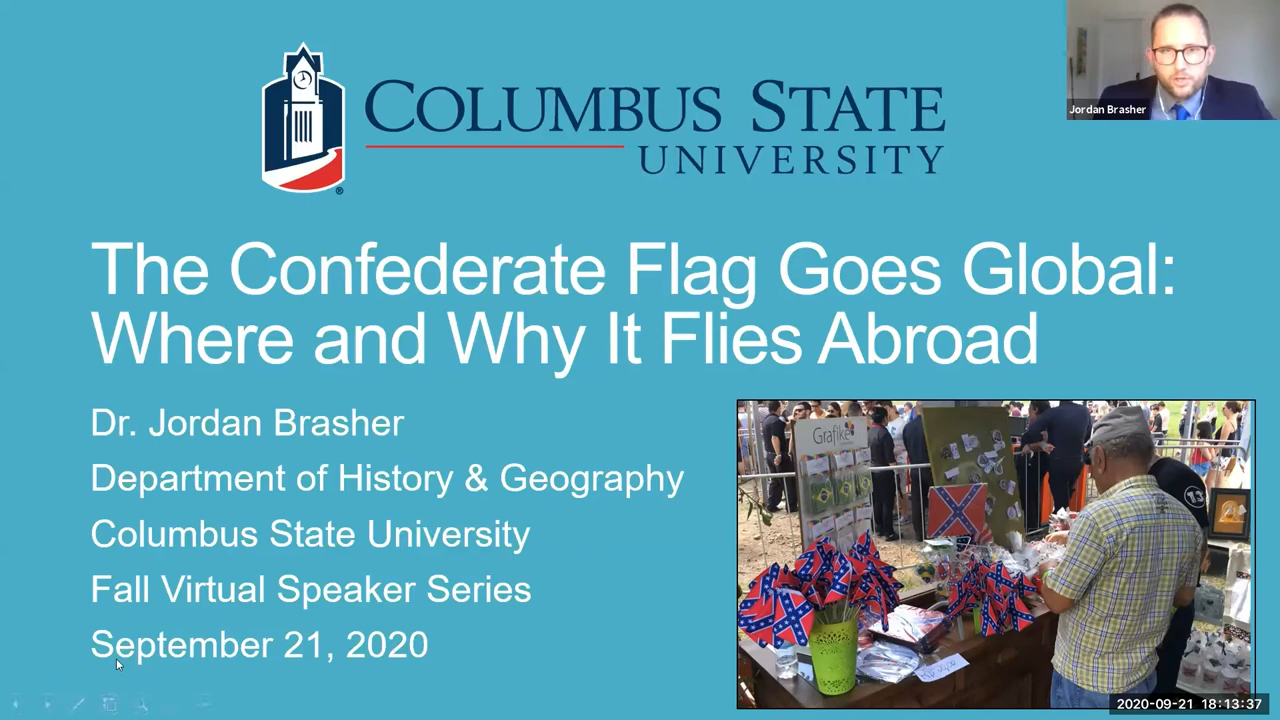 COLUMBUS STATE
UNIVERSITY
®
Jordan Brasher
The Confederate Flag Goes Global:
Where and Why It Flies Abroad
Dr. Jordan Brasher
Department of History & Geography
Columbus State University
Fall Virtual Speaker Series
September 21, 2020
Grafike
13
2020-09-21 18:13:37